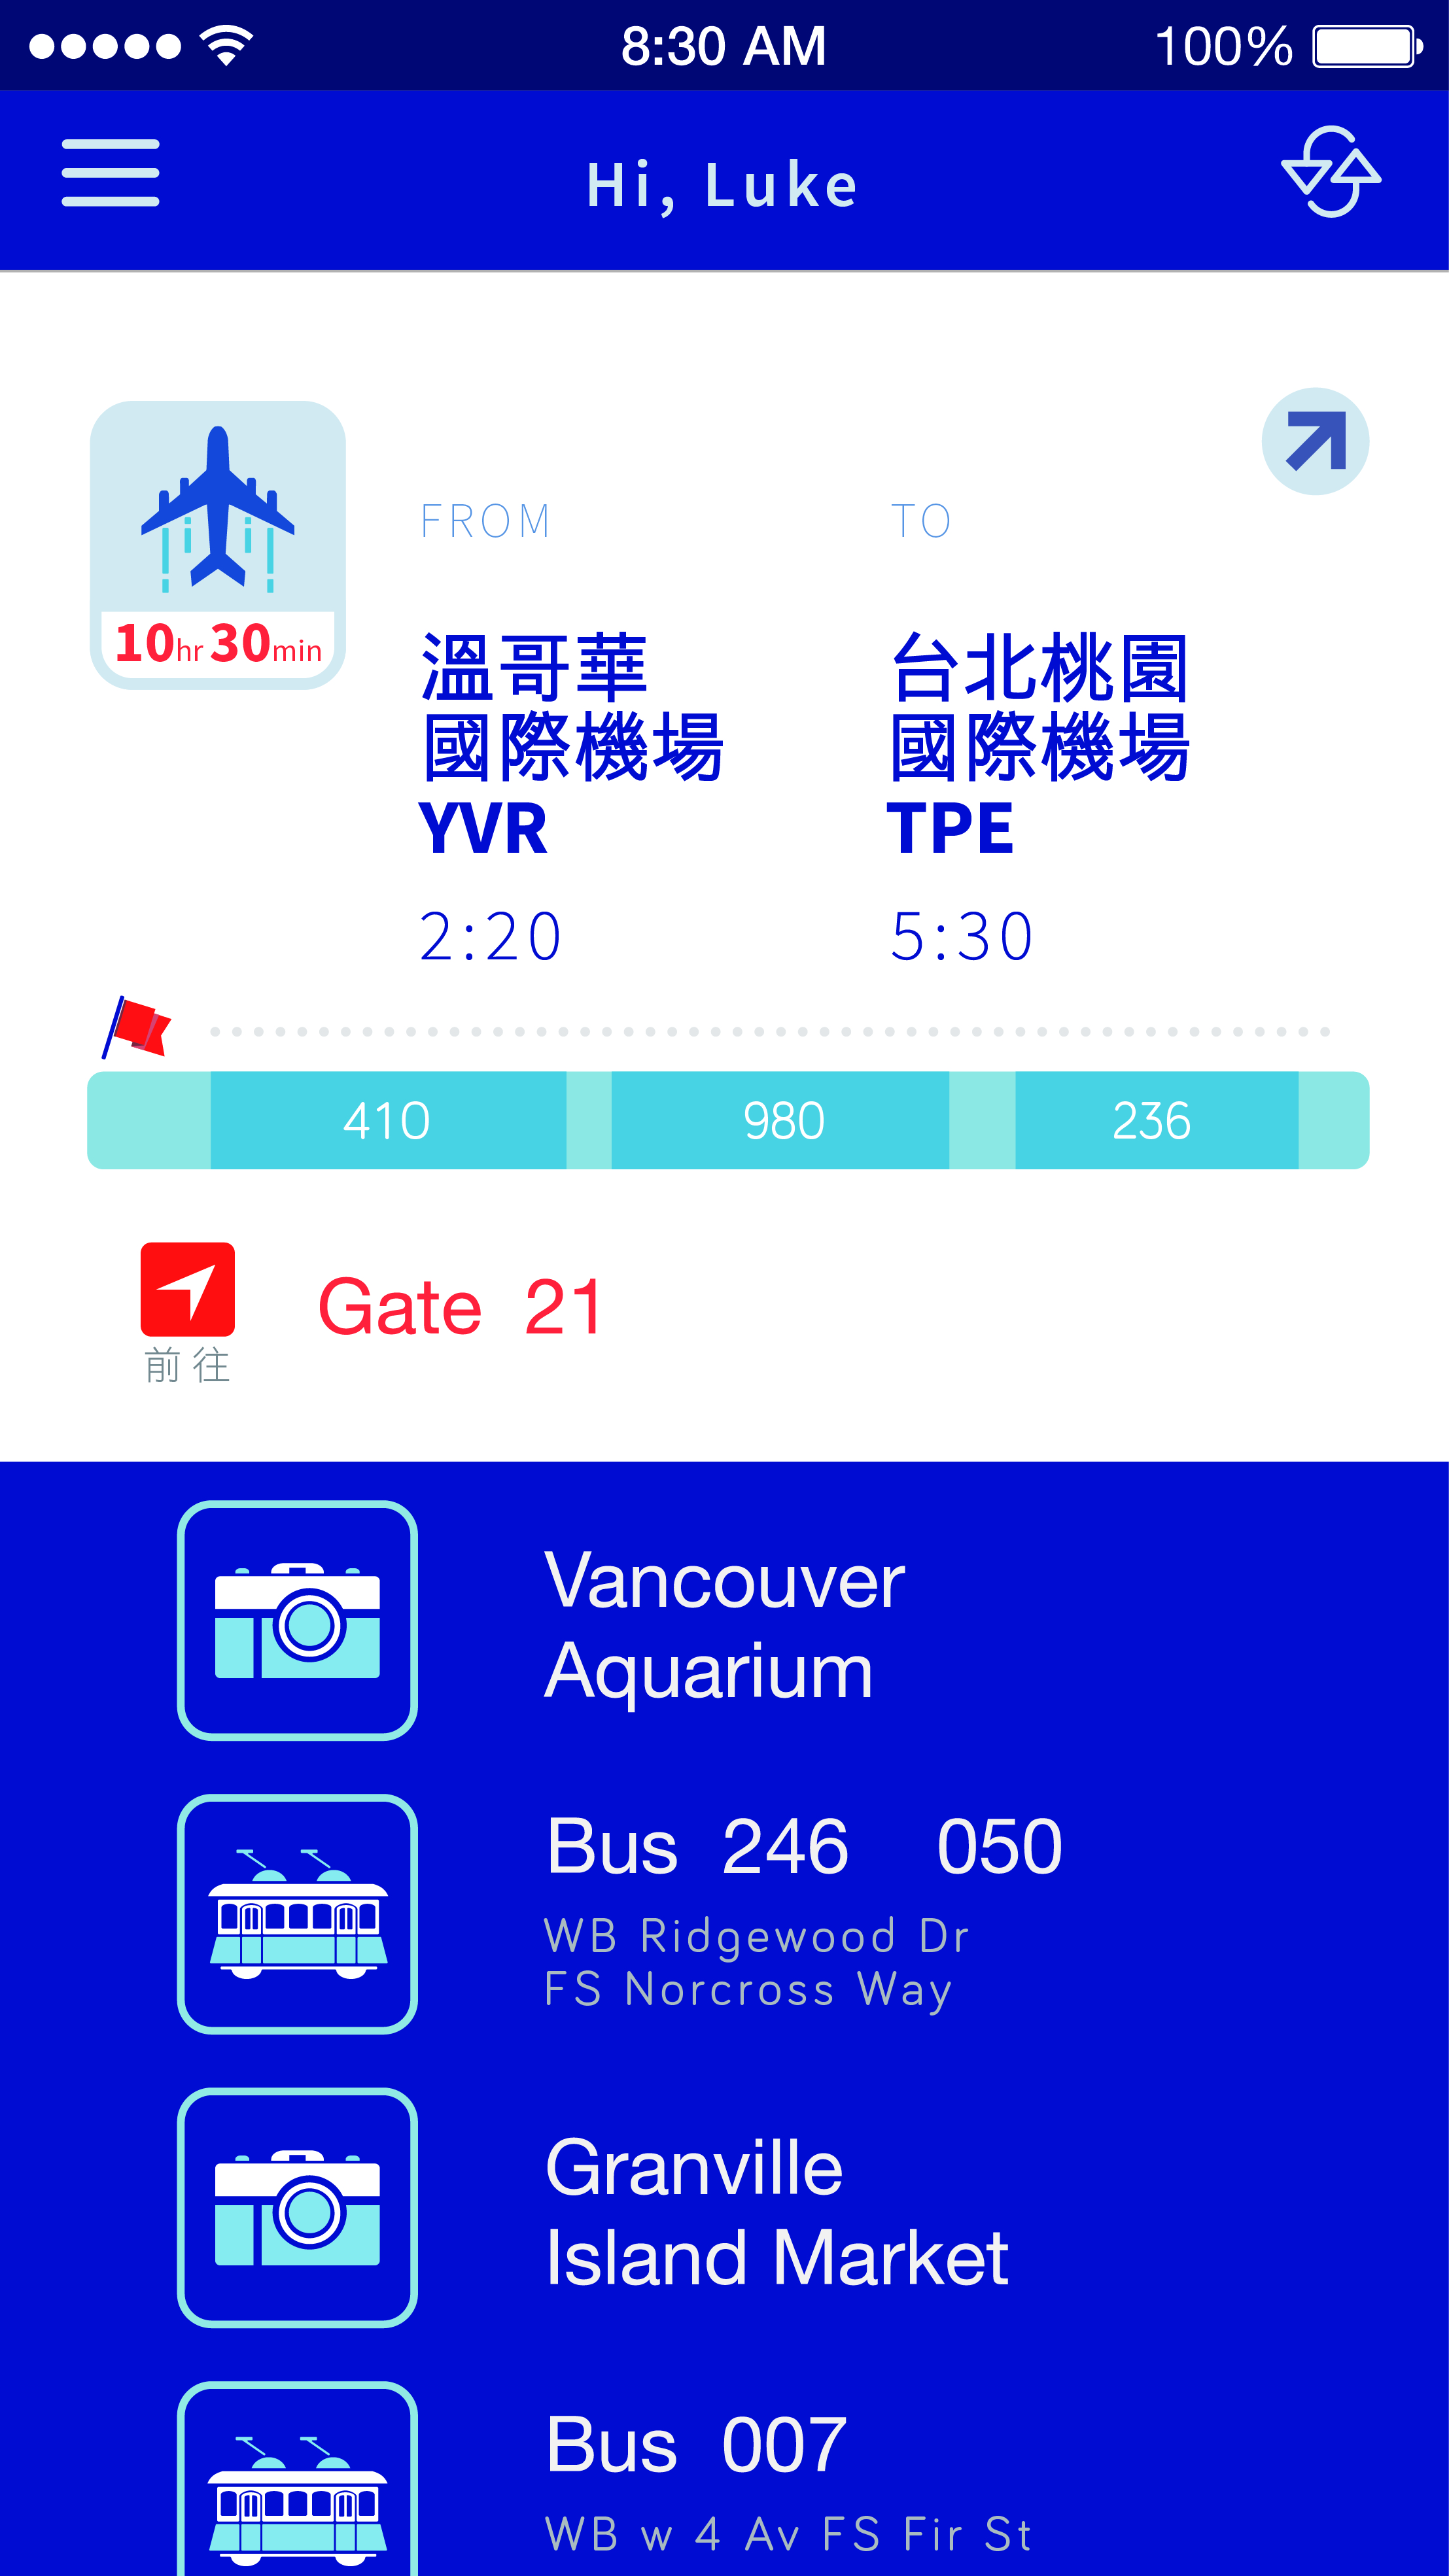 8:30 AM
100%
Hi, Luke
FROM
TO
10hr 30min
溫哥華
國際機場
YVR
2:20
台北桃園
國際機場
TPE
5:30
410
980
236
前往
Gate 21
Vancouver
Aquarium
Bus 246 050
WB Ridgewood Dr
FS Norcross Way
Granville
Island Market
Bus 007
WB w 4 Av FS Fir St